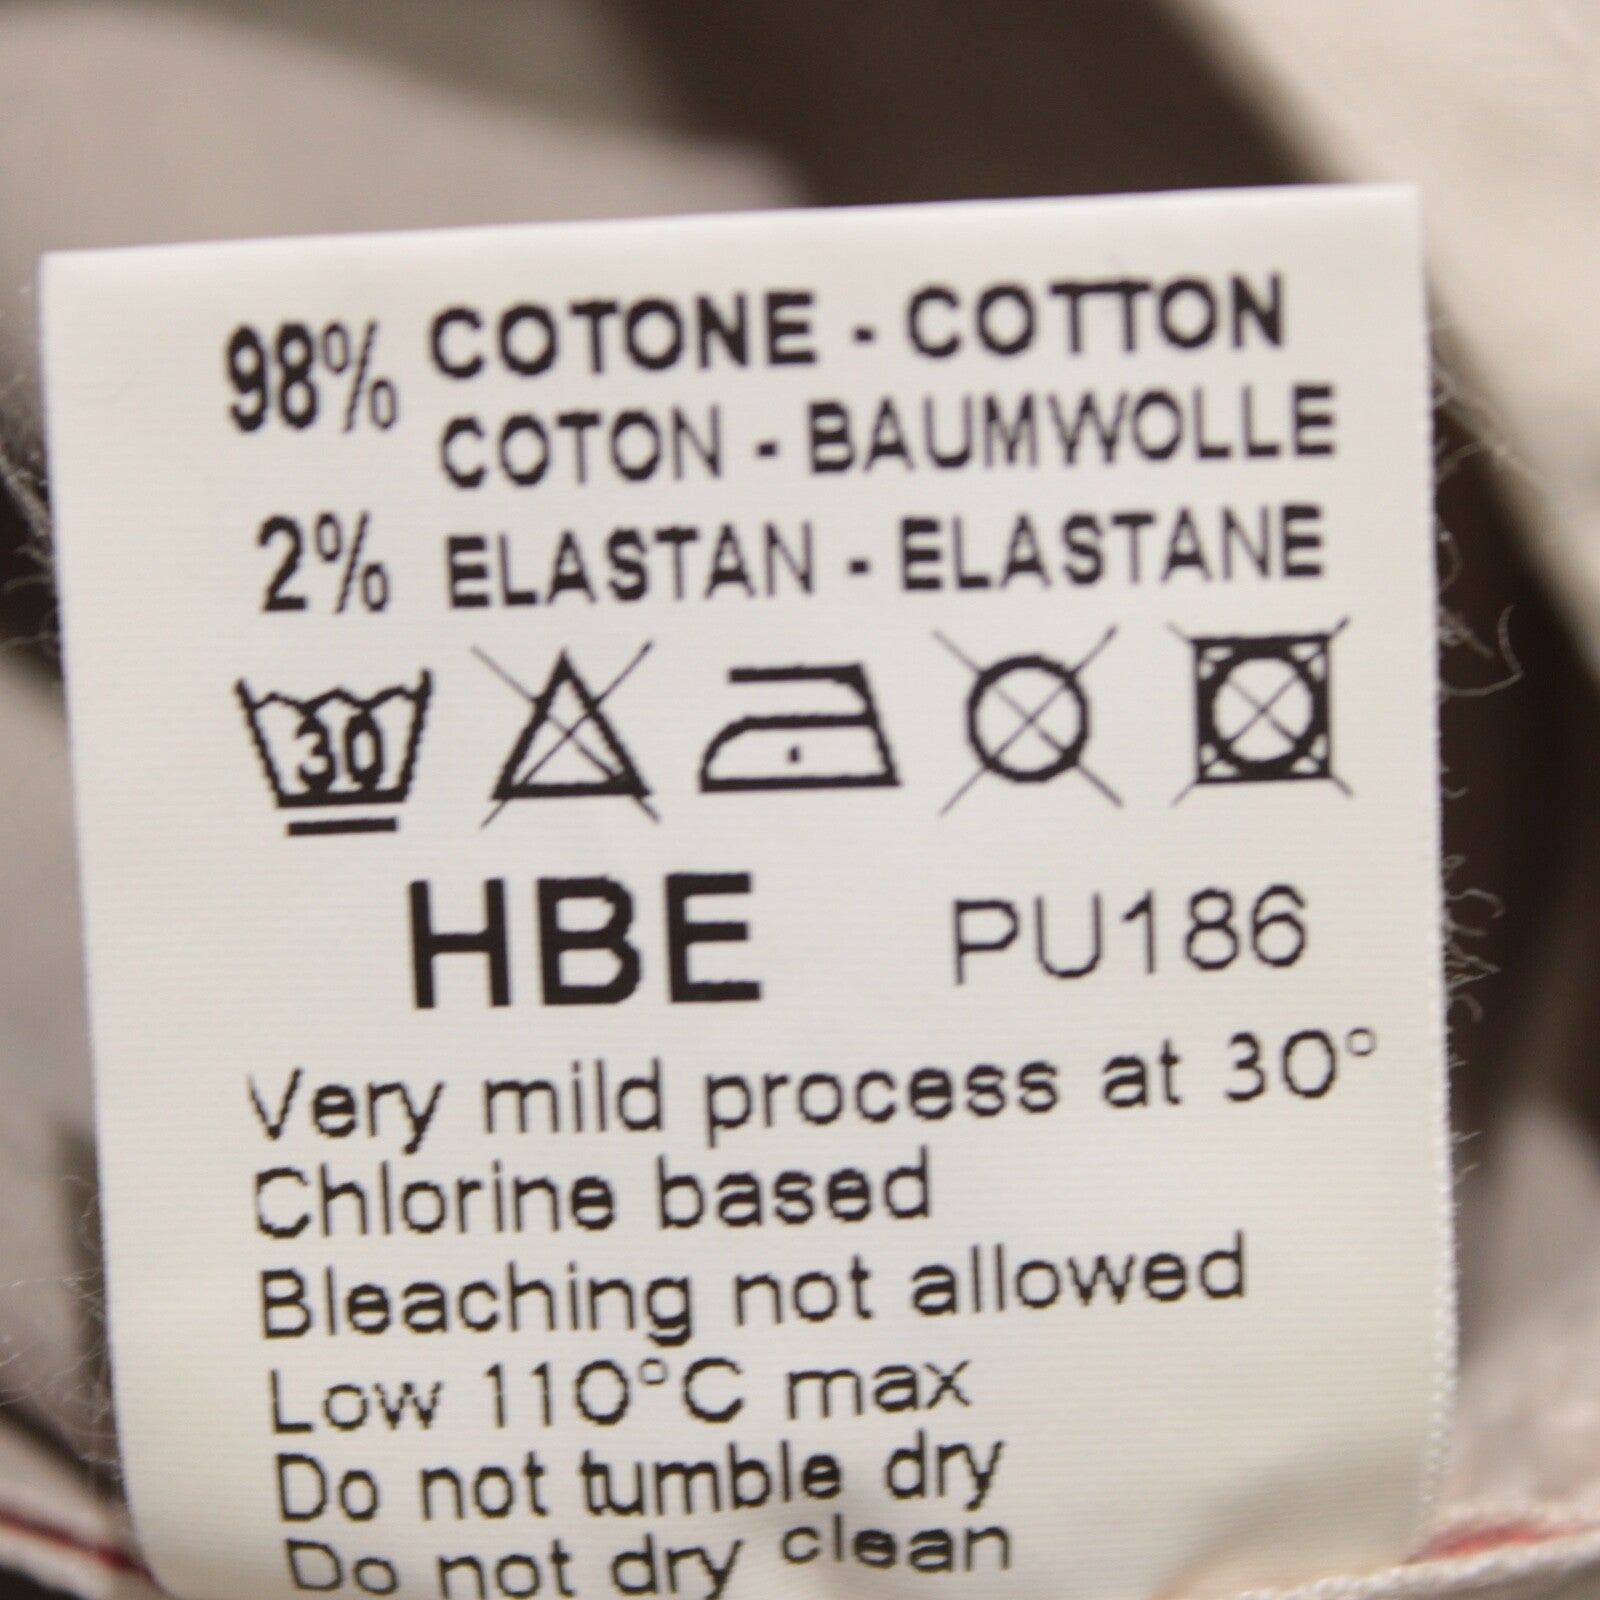 98% COTONE - COTTON
COTON - BAUMWOLLE
2% ELASTAN - ELASTANE
30
HBE PU186
Very mild process at 30°
Chlorine based
Bleaching not allowed
Low 110°C max
Do not tumble dry
Do not dry clean